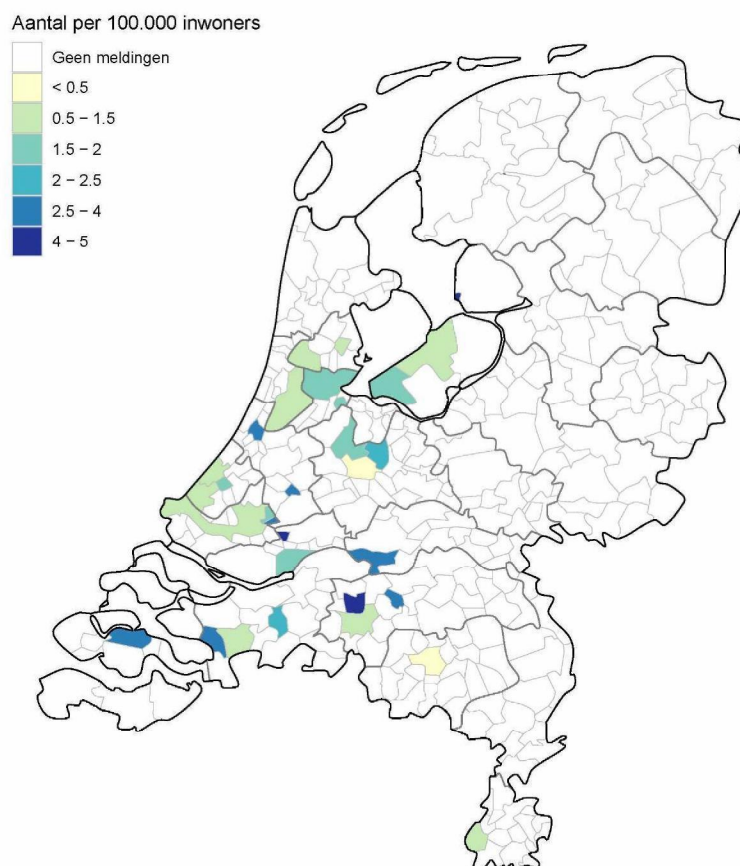 Aantal per 100.000 inwoners
Geen meldingen
< 0.5
0.5 – 1.5
1.5 – 2
2 – 2.5
2.5 – 4
4 – 5